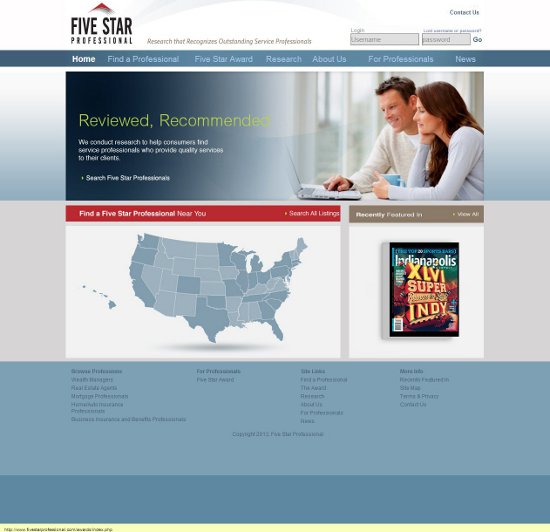 Contact Us
FIVE STAR
PROFESSIONAL
Research that Recognizes Outstanding Service Professionals
Login
Lost username or password?
Username
password
Go
Home Find a Professional Five Star Award Research About Us For Professionals News
Reviewed, Recommended
We conduct research to help consumers find
service professionals who provide quality services
to their clients.
Search Five Star Professionals
Find a Five Star Professional Near You
Search All Listings
Recently Featured In
View All
THE TOP 20 SPORTS BARS
Indianapolis
XLVI
SUPER
INDY
Browse Professions
Wealth Managers
Real Estate Agents
Mortgage Professionals
Home/Auto Insurance
Professionals
Business Insurance and Benefits Professionals
For Professionals
Five Star Award
Site Links
Find a Professional
The Award
Research
About Us
For Professionals
News
More Info
Recently Featured In
Site Map
Terms & Privacy
Contact Us
Copyright 2012, Five Star Professional
http://www.fivestarprofessional.com/awards/index.php